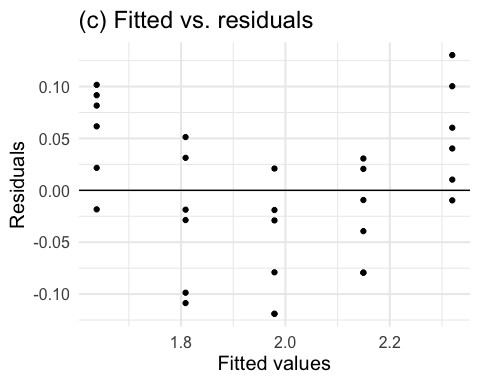 (c) Fitted vs. residuals
0.10
0.05
0.00
-0.05
-0.10
Residuals
1.8 2.0 2.2
Fitted values